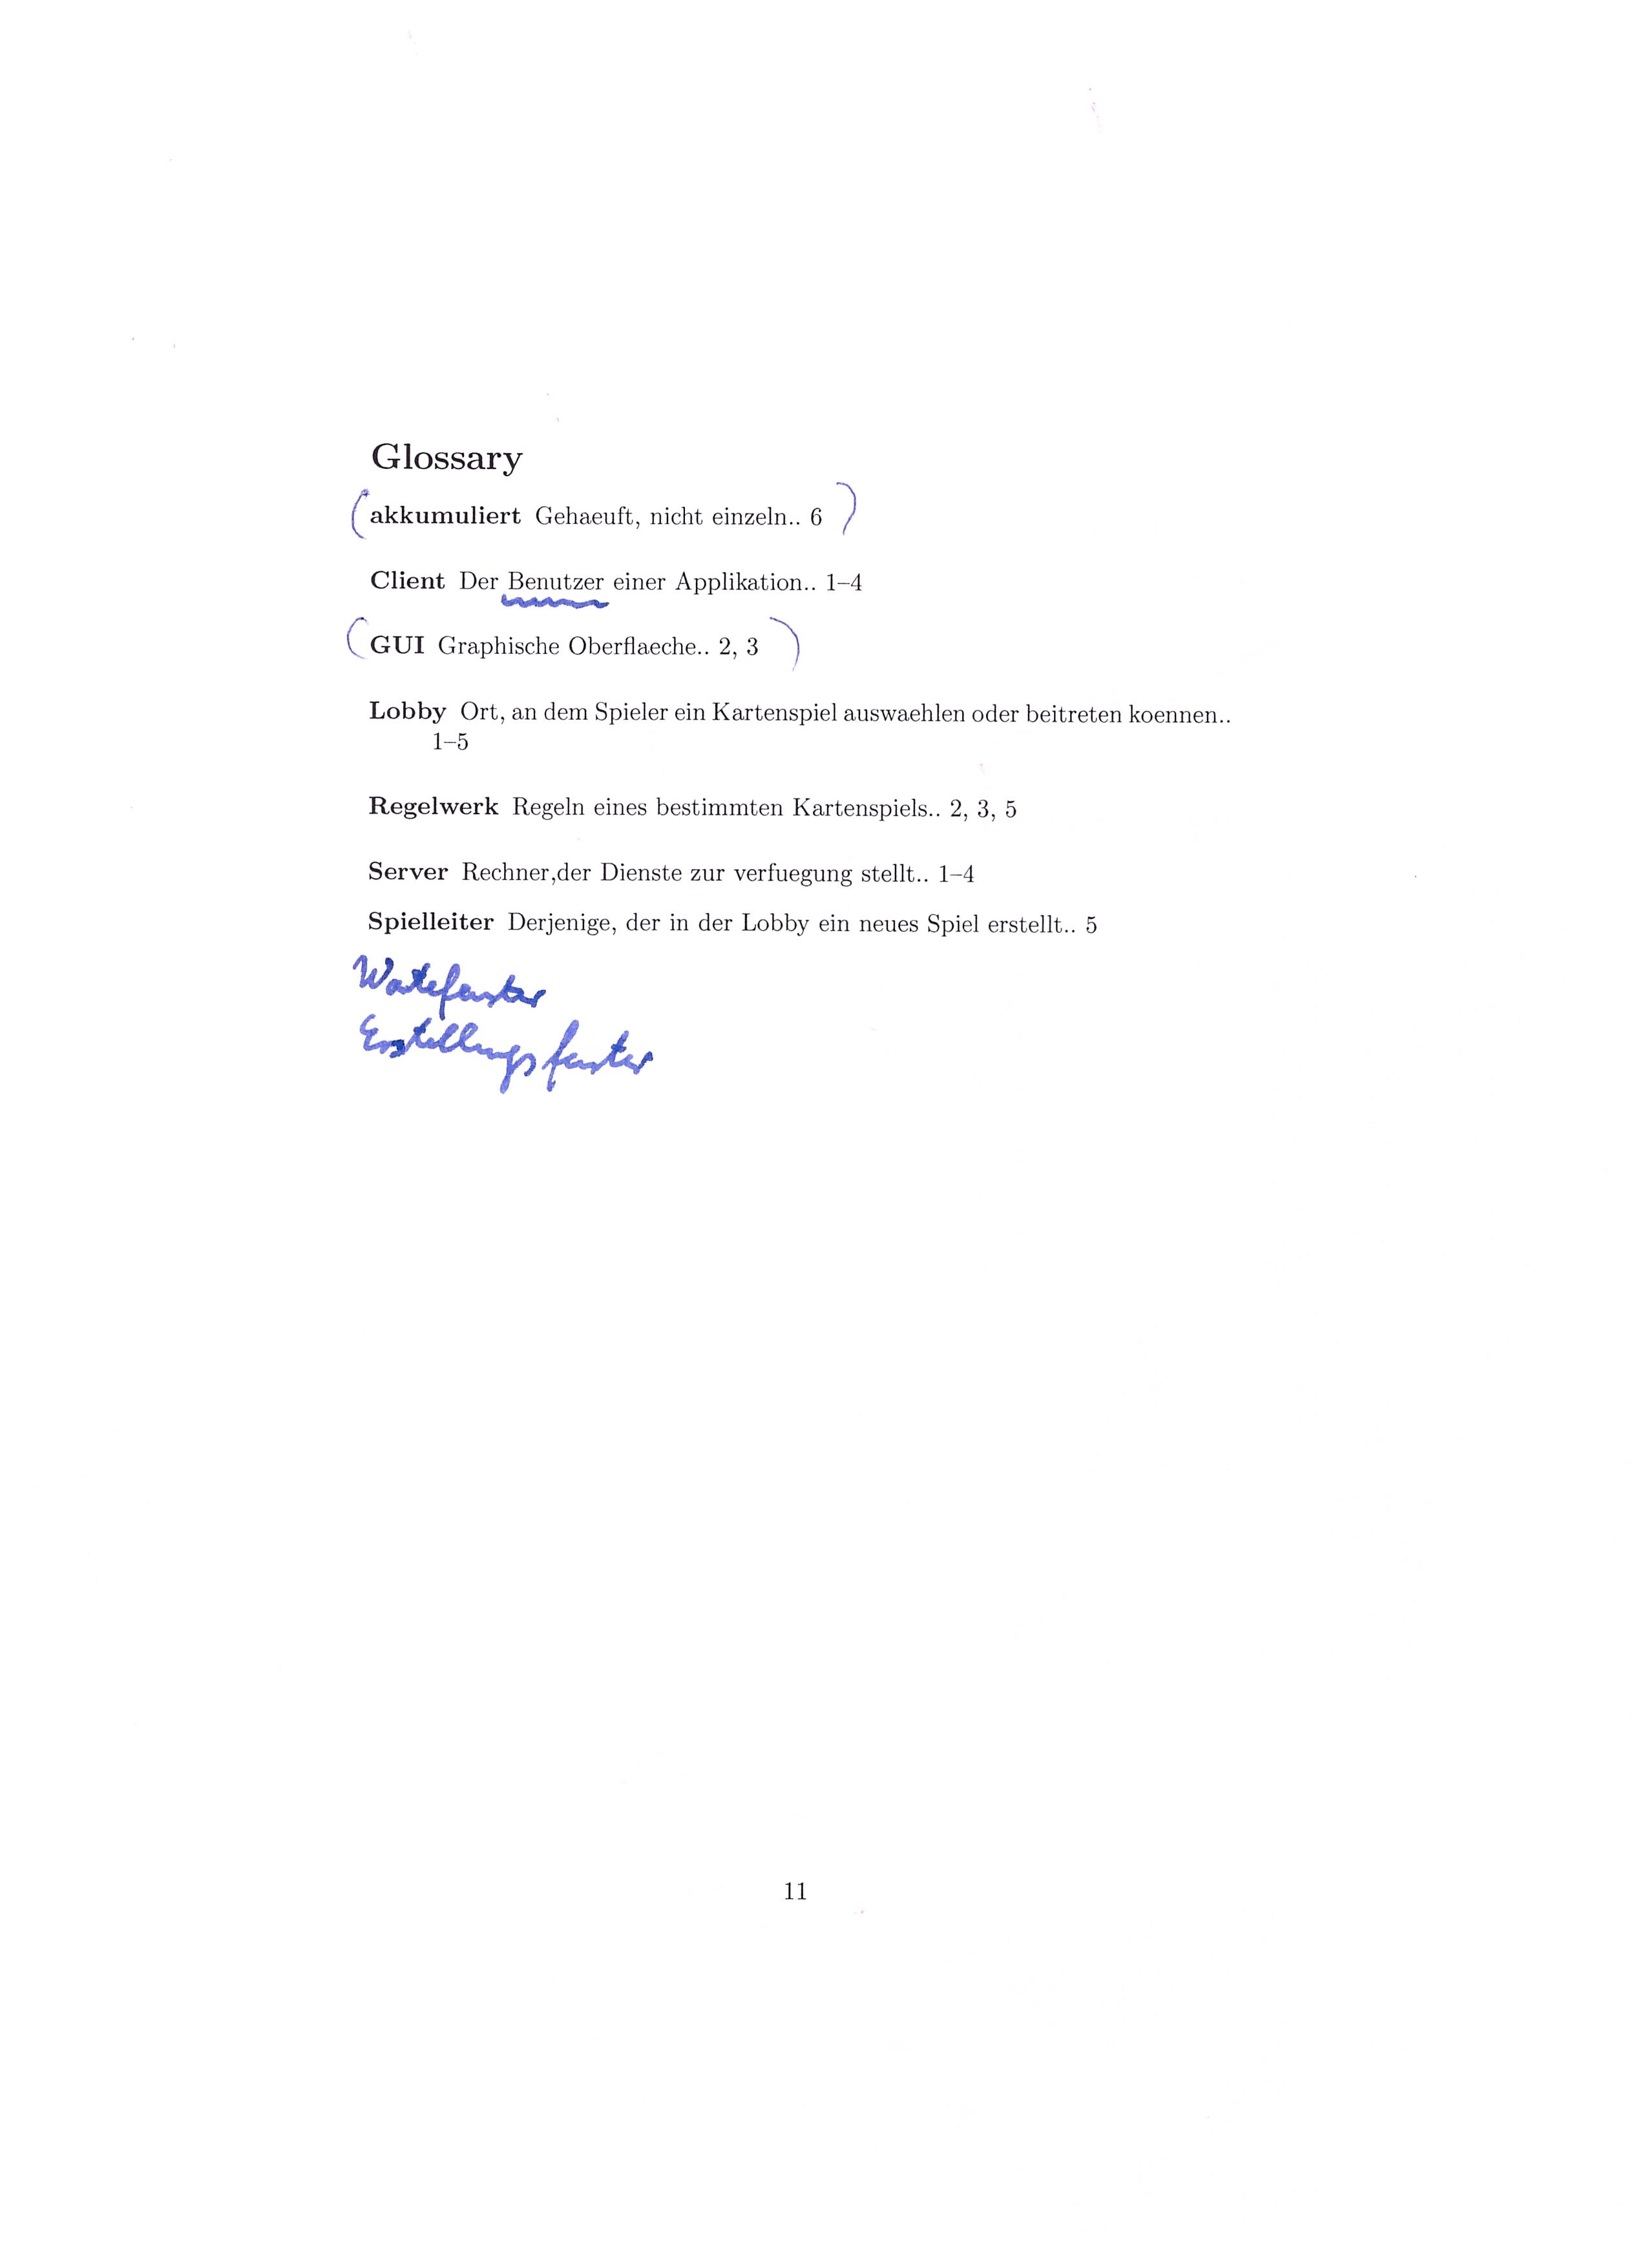 Glossary
(akkumuliert Gehaeuft, nicht einzeln.. 6 )
Client Der Benutzer einer Applikation.. 1–4
(GUI Graphische Oberflaeche.. 2, 3 )
Lobby Ort, an dem Spieler ein Kartenspiel auswaehlen oder beitreten koennen..
1–5
Regelwerk Regeln eines bestimmten Kartenspiels.. 2, 3, 5
Server Rechner,der Dienste zur verfuegung stellt.. 1–4
Spielleiter Derjenige, der in der Lobby ein neues Spiel erstellt.. 5
Wartefenster
Erstellungsfenster
11